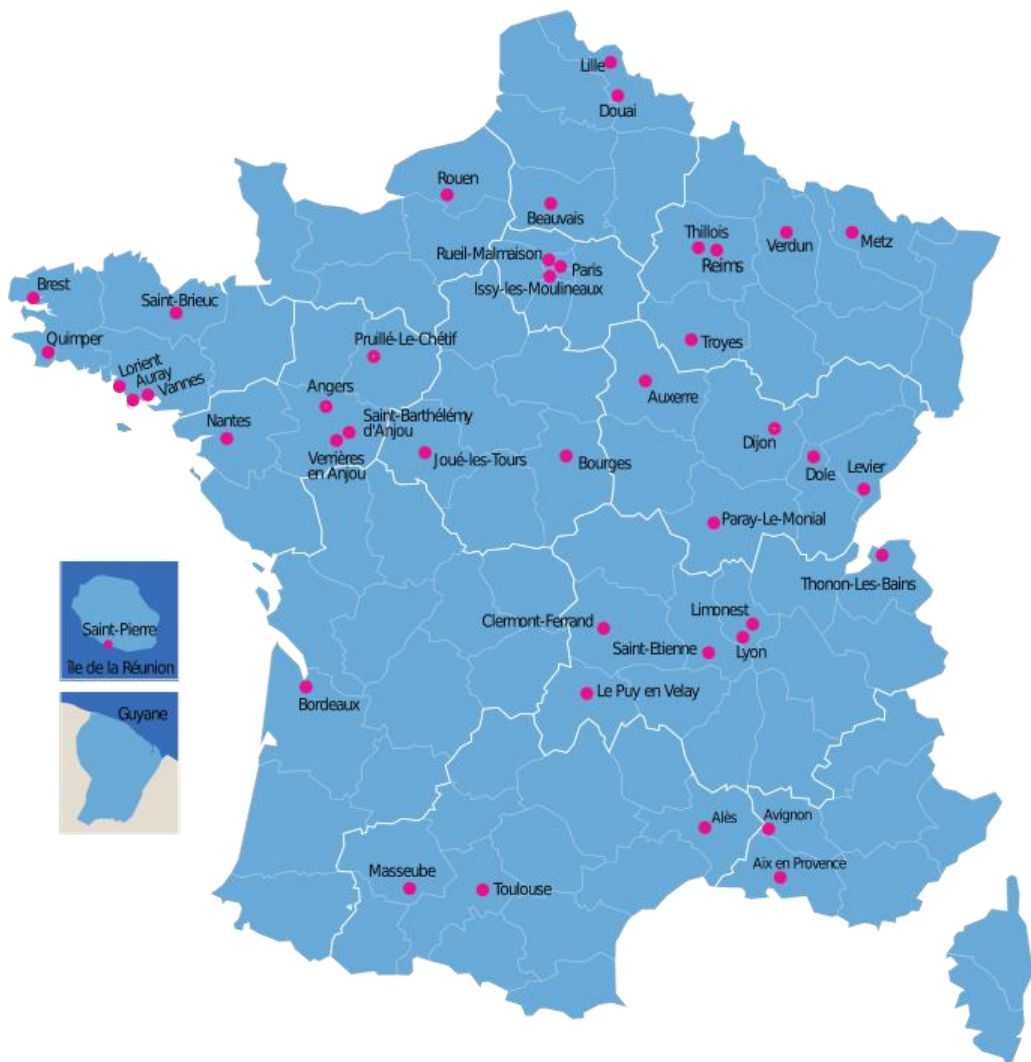 Lille
Douai
Rouen
Beauvais
Rueil-Malmaison
Paris
Issy-les-Moulineaux
Thillois
Reims
Verdun
Metz
Brest
Saint-Brieuc
Quimper
Lorient
Auray
Vannes
Pruillé-Le-Chétif
Troyes
Angers
Auxerre
Nantes
Saint-Barthélémy
d'Anjou
Verrières
en Anjou
Joué-les-Tours
Bourges
Dijon
Dole
Levier
Paray-Le-Monial
Thonon-Les-Bains
Clermont-Ferrand
Limonest
Saint-Etienne
Lyon
Saint-Pierre
île de la Réunion
Bordeaux
Le Puy en Velay
Guyane
Alès
Avignon
Masseube
Toulouse
Aix en Provence